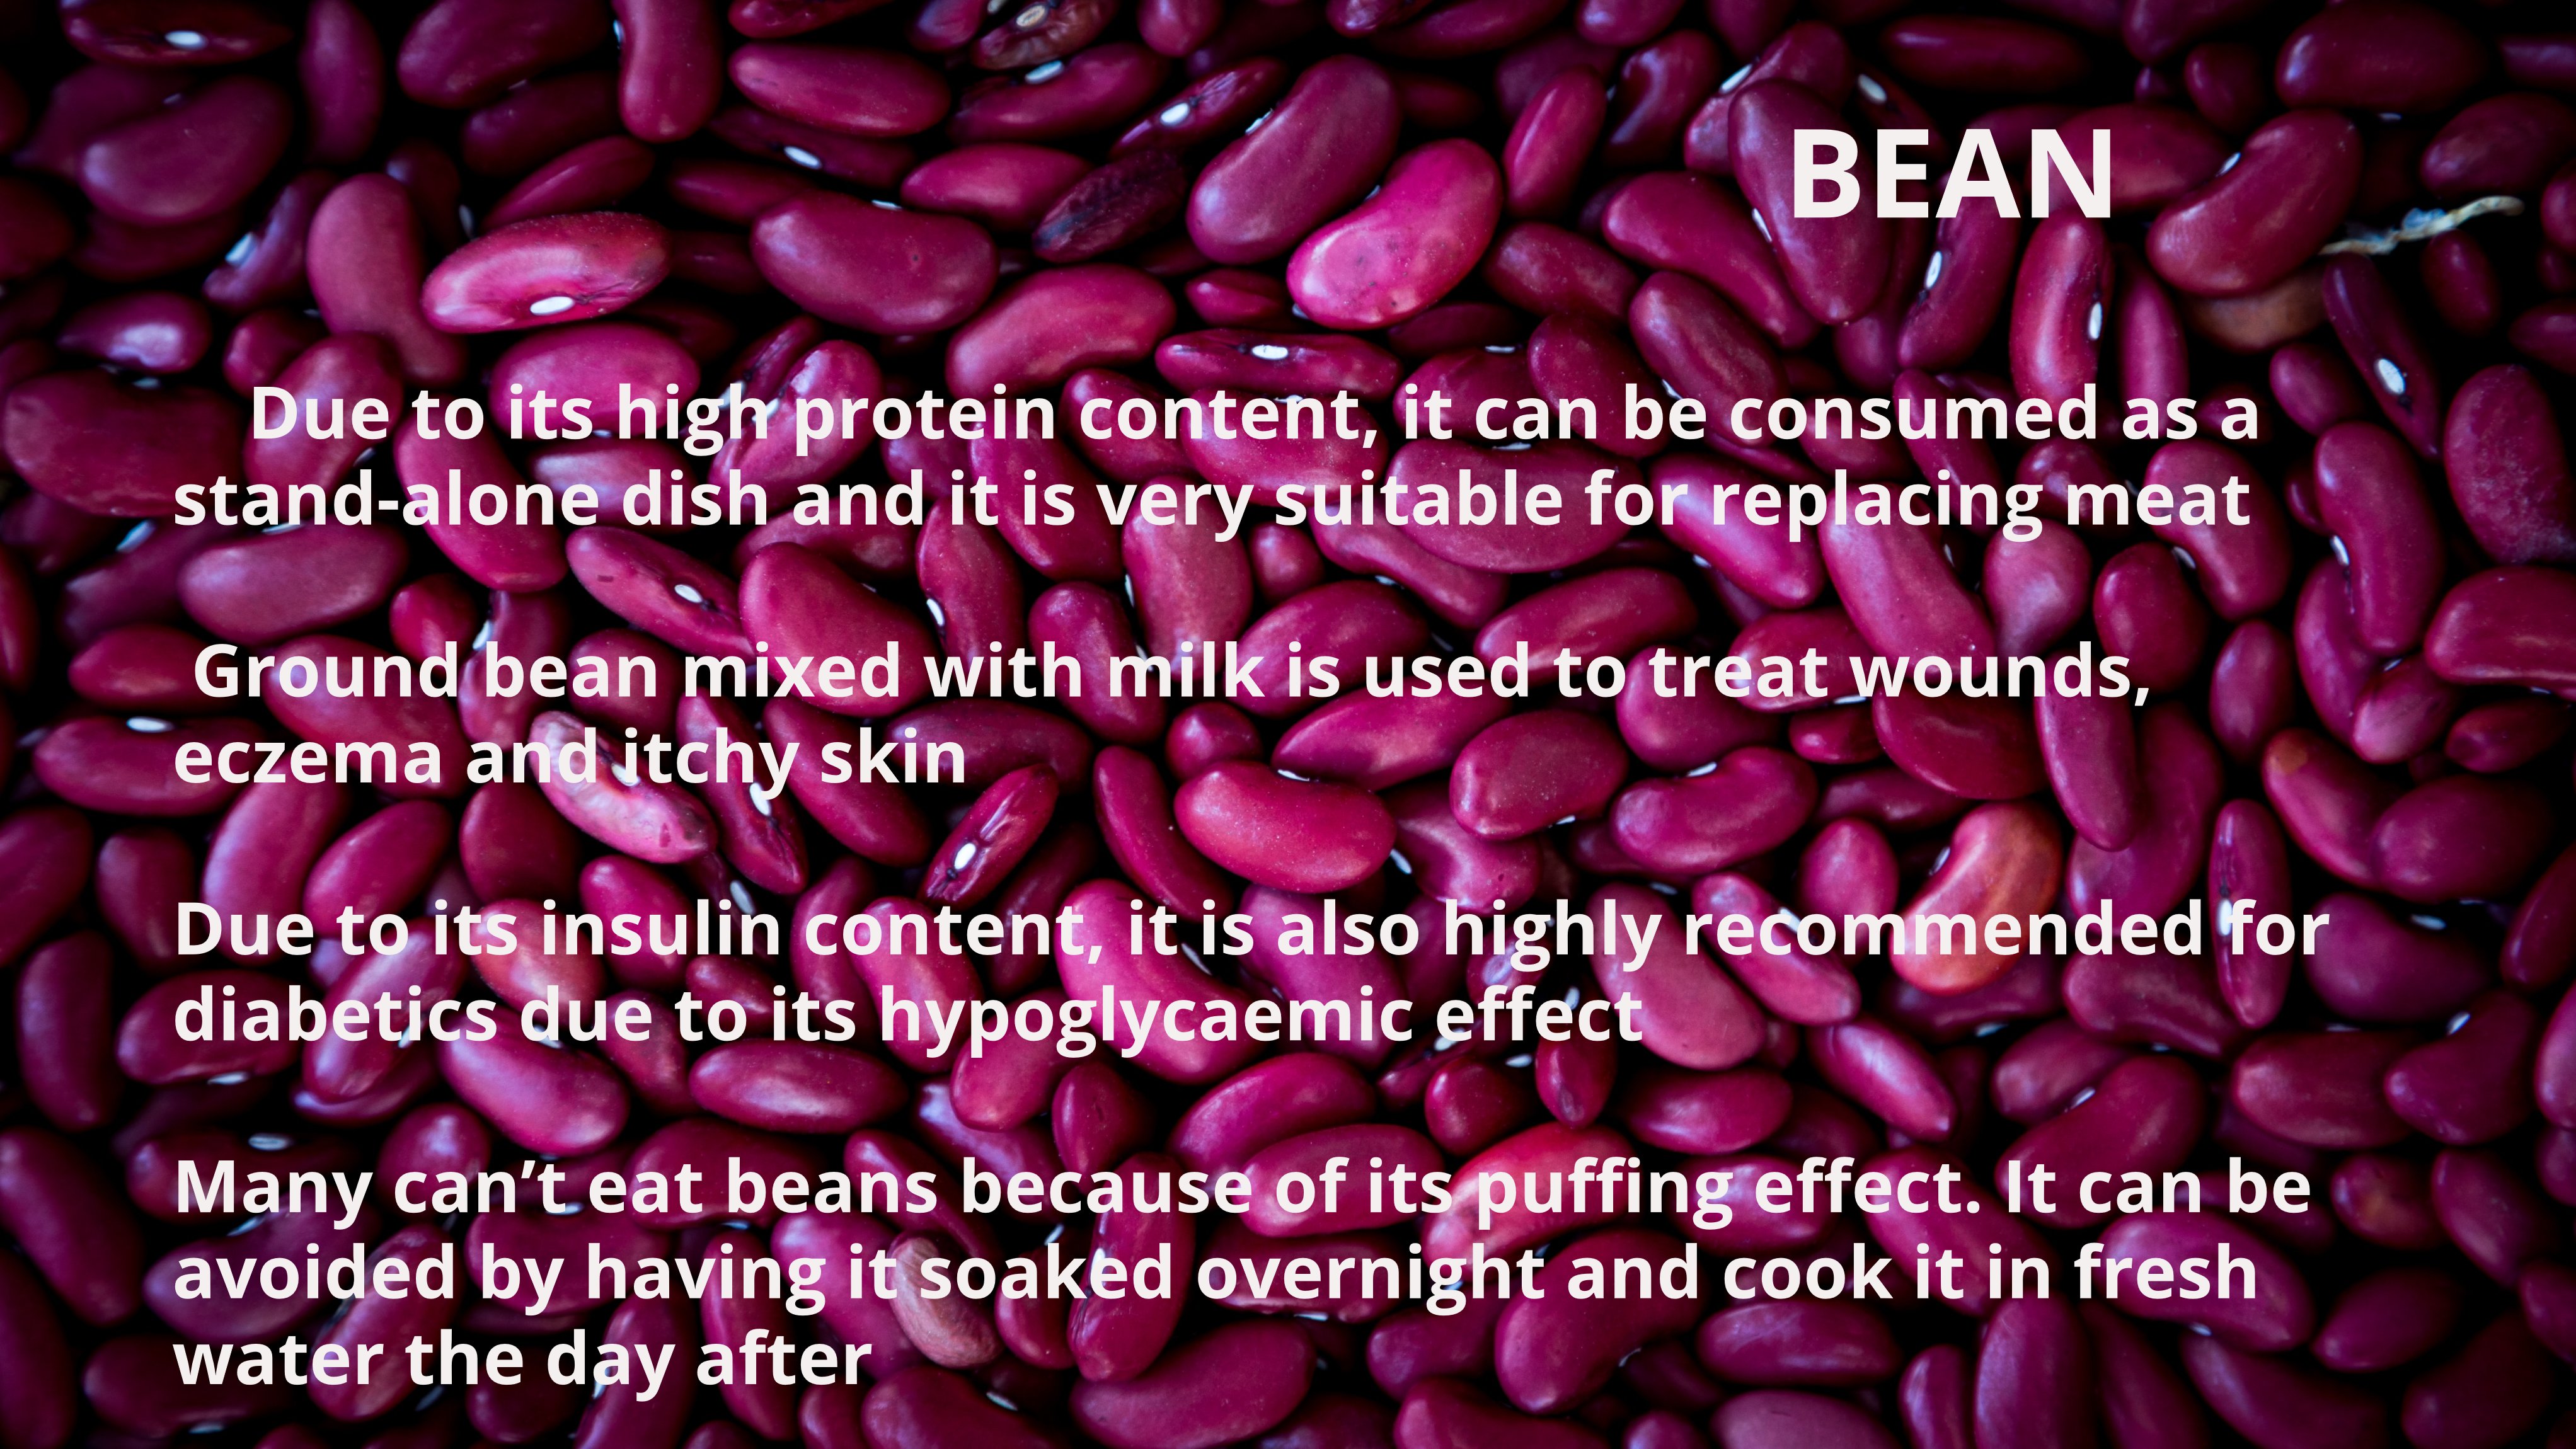 BEAN
Due to its high protein content, it can be consumed as a
stand-alone dish and it is very suitable for replacing meat
Ground bean mixed with milk is used to treat wounds,
eczema and itchy skin
Due to its insulin content, it is also highly recommended for
diabetics due to its hypoglycaemic effect
Many can’t eat beans because of its puffing effect. It can be
avoided by having it soaked overnight and cook it in fresh
water the day after